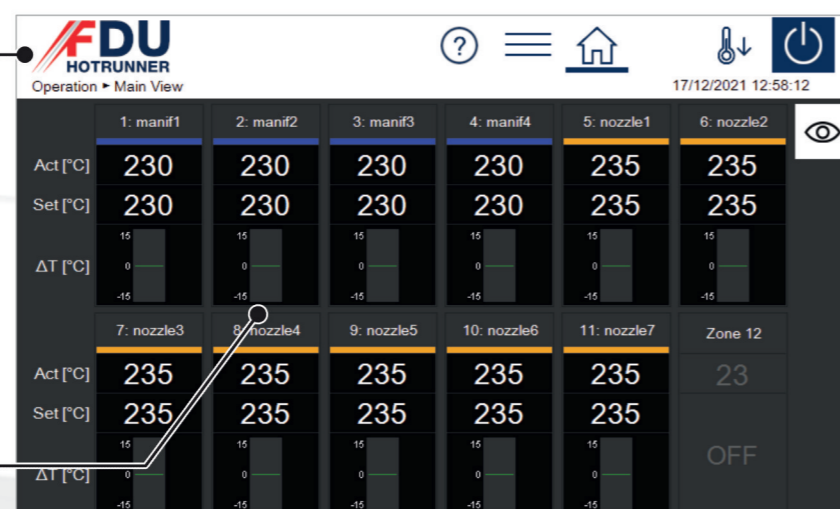 FDU
HOTRUNNER
?
Operation ► Main View
17/12/2021 12:58:12
1: manif1 2: manif2 3: manif3 4: manif4 5: nozzle1 6: nozzle2
Act [°C] 230 230 230 230 235 235
Set [°C] 230 230 230 230 235 235
15 15 15 15 15 15
ΔT [°C] 0 0 0 0 0 0
-15 -15 -15 -15 -15 -15
7: nozzle3 8: nozzle4 9: nozzle5 10: nozzle6 11: nozzle7 Zone 12
Act [°C] 235 235 235 235 235 23
Set [°C] 235 235 235 235 235
15 15 15 15 15
OFF
ΔT [°C] 0 0 0 0 0
-15 -15 -15 -15 -15